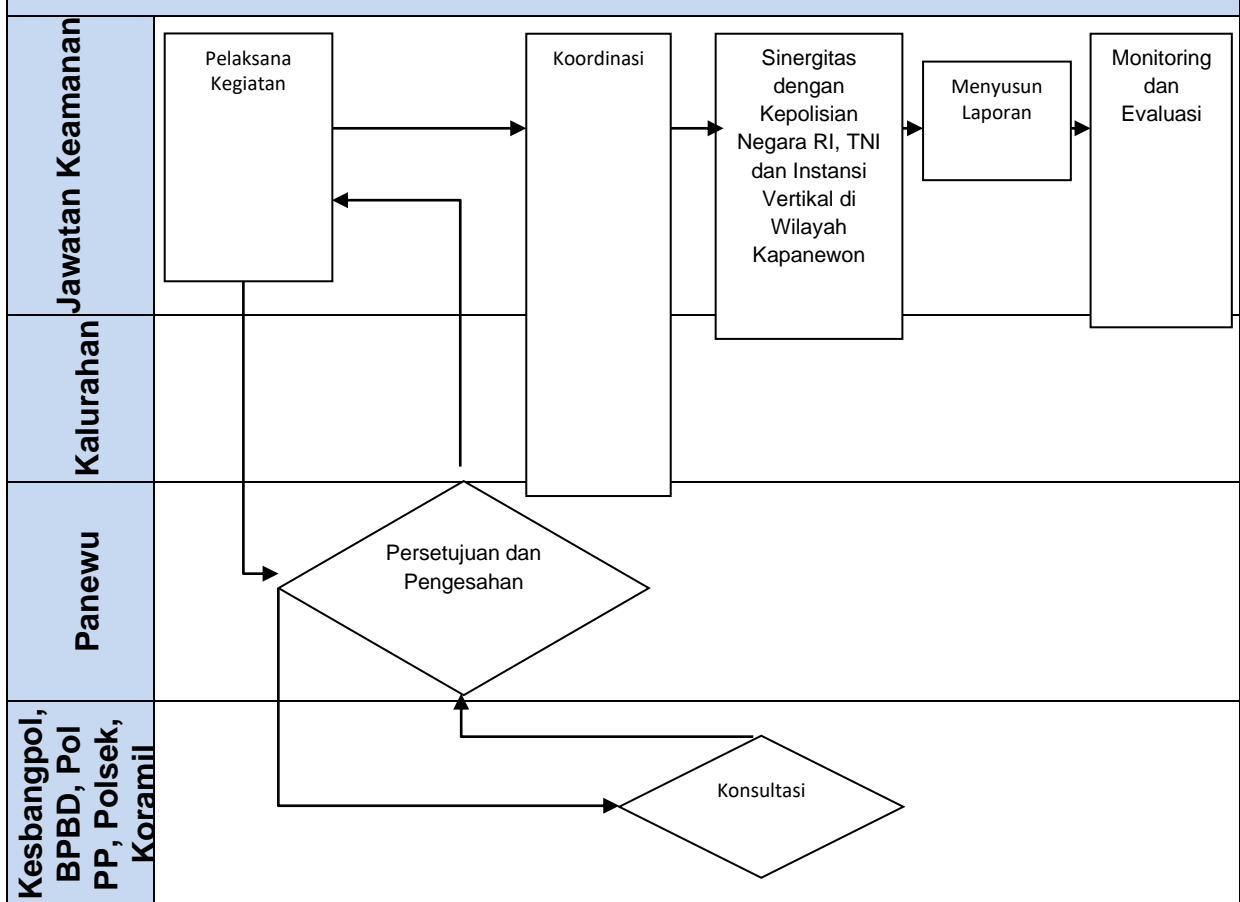 Jawatan Keamanan
Pelaksana
Kegiatan
Koordinasi
Sinergitas
dengan
Kepolisian
Negara RI, TNI
dan Instansi
Vertikal di
Wilayah
Kapanewon
Menyusun
Laporan
Monitoring
dan
Evaluasi
Kalurahan
Panewu
Persetujuan dan
Pengesahan
Kesbangpol,
BPBD, Pol
PP, Polsek,
Koramil
Konsultasi